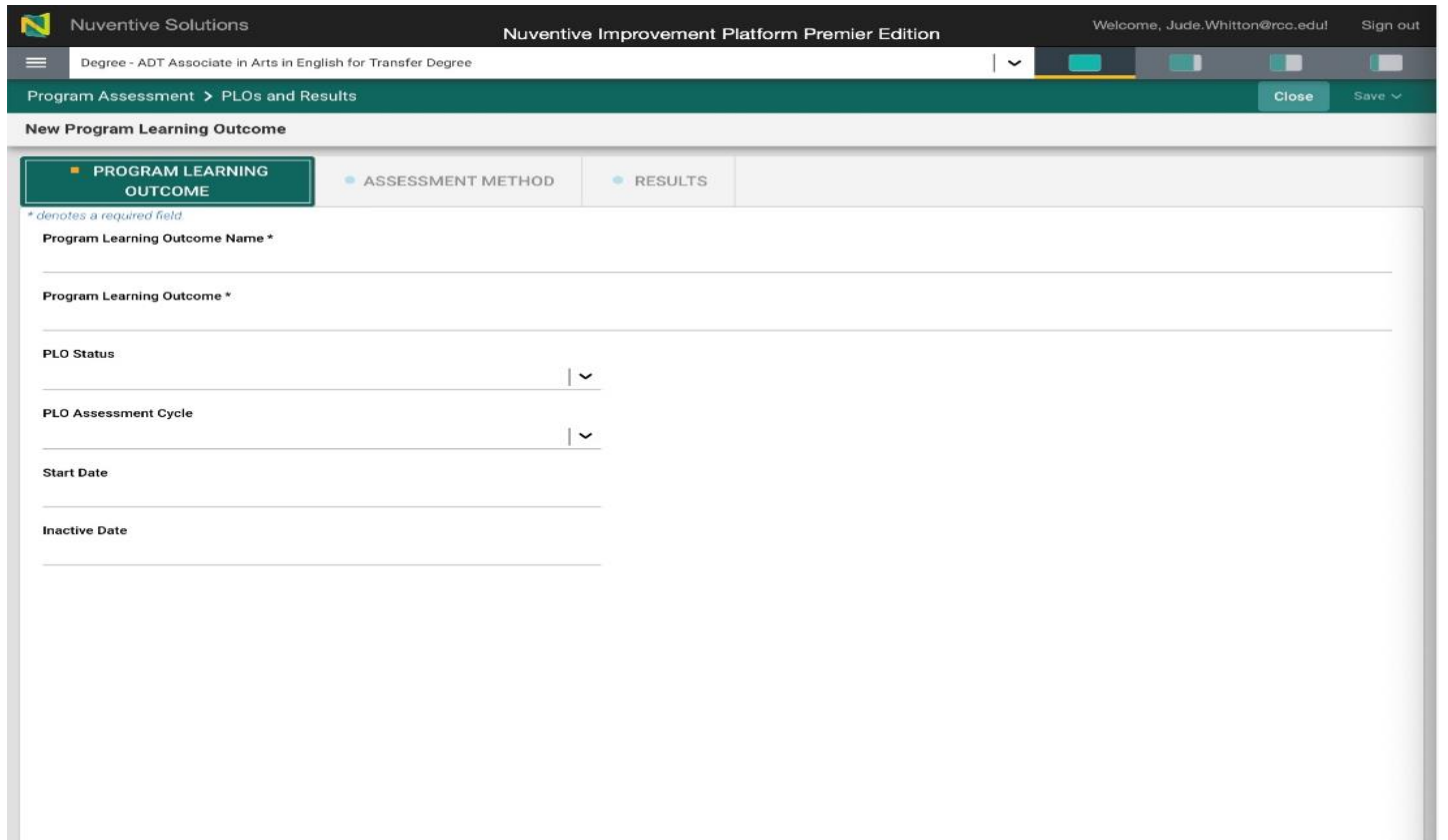 Nuventive Solutions
Nuventive Improvement Platform Premier Edition
Welcome, Jude.Whitton@rcc.edu!
Sign out
Degree - ADT Associate in Arts in English for Transfer Degree
Program Assessment > PLOs and Results
Close
Save
New Program Learning Outcome
PROGRAM LEARNING
OUTCOME
ASSESSMENT METHOD
RESULTS
* denotes a required field.
Program Learning Outcome Name *
Program Learning Outcome *
PLO Status
PLO Assessment Cycle
Start Date
Inactive Date